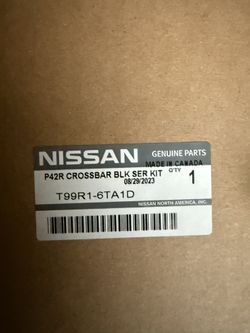 NISSAN GENUINE PARTS
MADE IN CANADA
P42R CROSSBAR BLK SER KIT Q'TY
08/29/2023 1
T99R1-6TA1D
NISSAN NORTH AMERICA, INC.